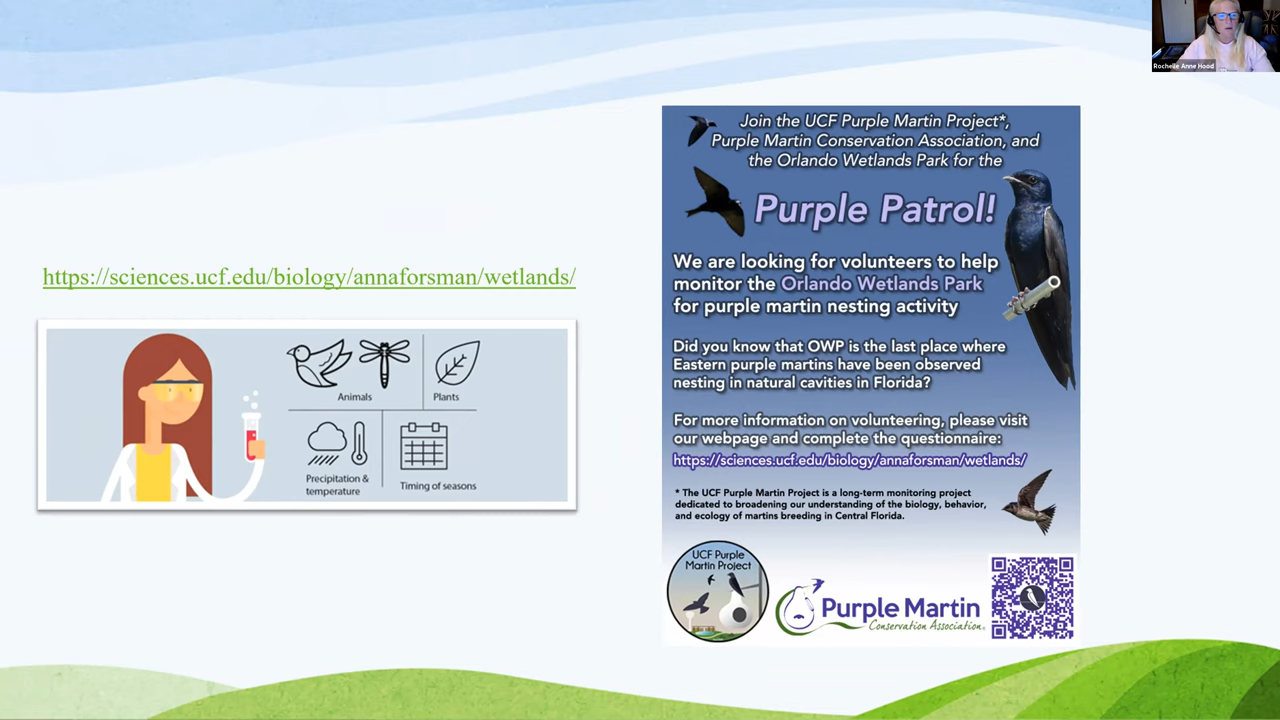 Rochelle Anne Hood
https://sciences.ucf.edu/biology/annaforsman/wetlands/
Animals
Plants
Precipitation &
temperature
Timing of seasons
Join the UCF Purple Martin Project*,
Purple Martin Conservation Association, and
the Orlando Wetlands Park for the
Purple Patrol!
We are looking for volunteers to help
monitor the Orlando Wetlands Park
for purple martin nesting activity
Did you know that OWP is the last place where
Eastern purple martins have been observed
nesting in natural cavities in Florida?
For more information on volunteering, please visit
our webpage and complete the questionnaire:
https://sciences.ucf.edu/biology/annaforsman/wetlands/
* The UCF Purple Martin Project is a long-term monitoring project
dedicated to broadening our understanding of the biology, behavior,
and ecology of martins breeding in Central Florida.
UCF Purple
Martin Project
Purple Martin
Conservation Association